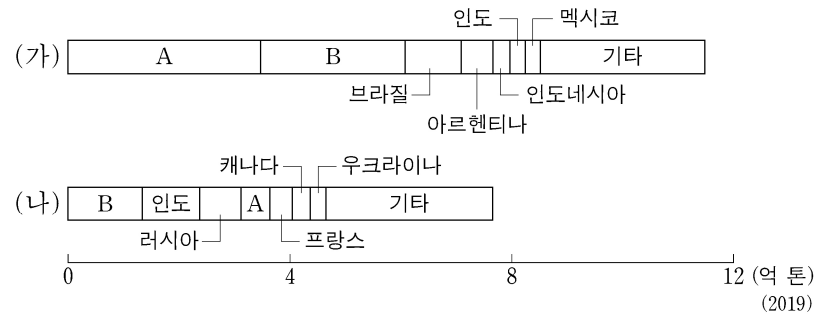 인도 멕시코
(가) A B 기타
브라질 인도네시아
아르헨티나
캐나다 우크라이나
(나) B 인도 A 기타
러시아 프랑스
0 4 8 12 (억 톤)
(2019)